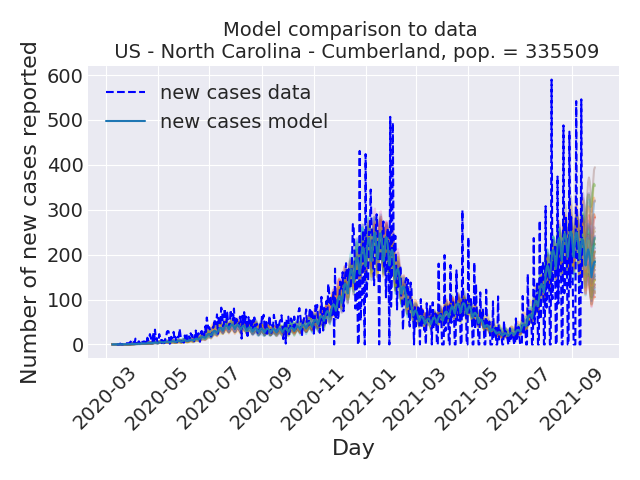 Model comparison to data
US - North Carolina - Cumberland, pop. = 335509
Number of new cases reported
600
500
400
300
200
100
0
new cases data
new cases model
2020-03
2020-05
2020-07
2020-09
2020-11
2021-01
2021-03
2021-05
2021-07
2021-09
Day